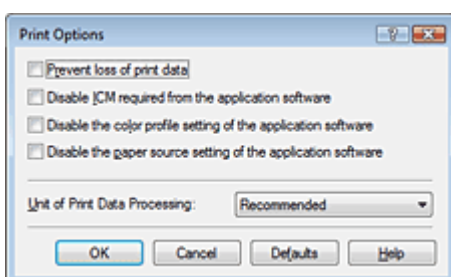 Print Options
Prevent loss of print data
Disable ICM required from the application software
Disable the color profile setting of the application software
Disable the paper source setting of the application software
Unit of Print Data Processing: Recommended
OK Cancel Defaults Help